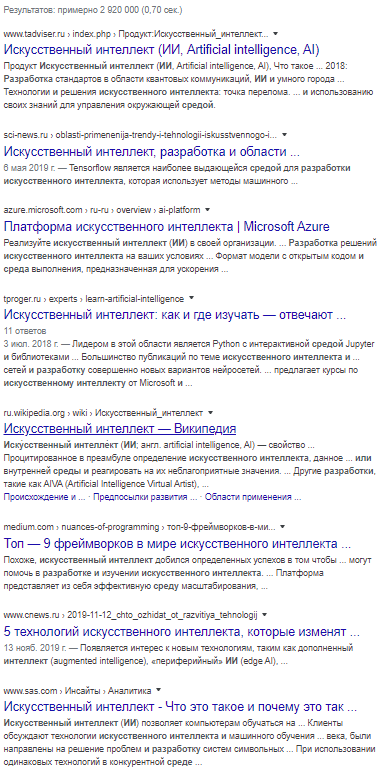 Результатов: примерно 2 920 000 (0,70 сек.)
www.tadviser.ru › index.php › Продукт:Искусственный_интеллект...
Искусственный интеллект (ИИ, Artificial intelligence, AI)
Продукт Искусственный интеллект (ИИ, Artificial intelligence, AI), Что такое ... 2018:
Разработка стандартов в области квантовых коммуникаций, ИИ и умного города ...
Технологии и решения искусственного интеллекта: точка перелома. ... и использованию
своих знаний для управления окружающей средой.
sci-news.ru › oblasti-primenenija-trendy-i-tehnologii-iskusstvennogo-i...
Искусственный интеллект, разработка и области ...
6 мая 2019 г. — Tensorflow является наиболее выдающейся средой для разработки
искусственного интеллекта, которая использует методы машинного ...
azure.microsoft.com › ru-ru › overview › ai-platform
Платформа искусственного интеллекта | Microsoft Azure
Реализуйте искусственный интеллект (ИИ) в своей организации. ... Разработка решений
искусственного интеллекта на ваших условиях ... Формат модели с открытым кодом и
среда выполнения, предназначенная для ускорения ...
tproger.ru › experts › learn-artificial-intelligence
Искусственный интеллект: как и где изучать — отвечают ...
11 ответов
3 июл. 2018 г. — Лидером в этой области является Python с интерактивной средой Jupyter
и библиотеками ... Большинство публикаций по теме искусственного интеллекта и ...
сетей и разработку совершенно новых вариантов нейросетей. ... предлагает курсы по
искусственному интеллекту от Microsoft и ...
ru.wikipedia.org › wiki › Искусственный_интеллект
Искусственный интеллект — Википедия
Искусственный интеллект (ИИ; англ. artificial intelligence, AI) — свойство ...
Процитированное в преамбуле определение искусственного интеллекта, данное ... или
внутренней среды и реагировать на их неблагоприятные значения. ... Другие разработки,
такие как AIVA (Artificial Intelligence Virtual Artist), ...
Происхождение и ... · Предпосылки развития ... · Области применения ...
medium.com › nuances-of-programming › топ-9-фреймворков-в-ми...
Топ — 9 фреймворков в мире искусственного интеллекта ...
Похоже, искусственный интеллект добился определенных успехов в том чтобы ... могут
помочь в разработке и изучении искусственного интеллекта. ... Платформа
представляет из себя эффективную среду масштабирования, ...
www.cnews.ru › 2019-11-12_chto_ozhidat_ot_razvitiya_tehnologij
5 технологий искусственного интеллекта, которые изменят ...
13 нояб. 2019 г. — Появляется интерес к новым технологиям, таким как дополненный
интеллект (augmented intelligence), «периферийный» ИИ (edge AI), ...
www.sas.com › Инсайты › Аналитика
Искусственный интеллект - Что это такое и почему это так ...
Искусственный интеллект (ИИ) позволяет компьютерам обучаться на ... Клиенты
обсуждают технологии искусственного интеллекта и машинного обучения ... века, были
направлены на решение проблем и разработку систем символьных ... При использовании
одинаковых технологий в конкурентной среде ...